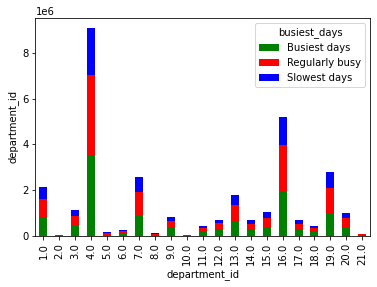 1e6
busiest_days
Busiest days
Regularly busy
Slowest days
8
6
4
2
0
department_id
1.0 2.0 3.0 4.0 5.0 6.0 7.0 8.0 9.0 10.0 11.0 12.0 13.0 14.0 15.0 16.0 17.0 18.0 19.0 20.0 21.0
department_id